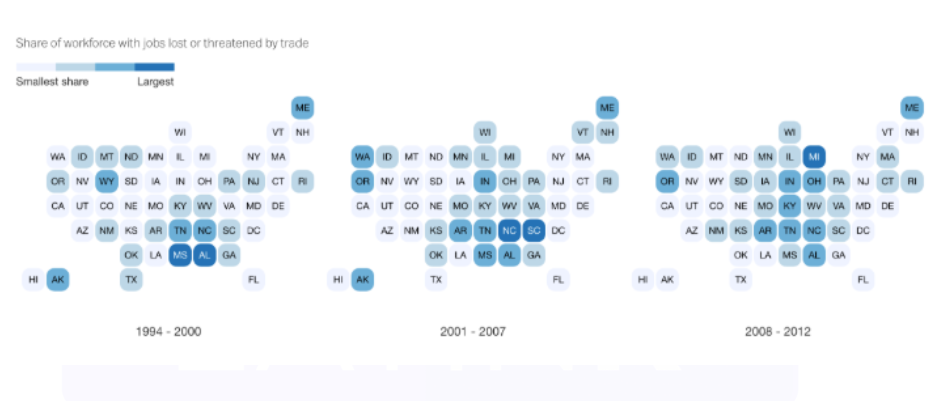 Share of workforce with jobs lost or threatened by trade
Smallest share Largest
ME
WI VT NH
WA ID MT ND MN IL MI NY MA
OR NV WY SD IA IN OH PA NJ CT RI
CA UT CO NE MO KY WV VA MD DE
AZ NM KS AR TN NC SC DC
OK LA MS AL GA
HI AK TX FL
1994 - 2000
ME
WI VT NH
WA ID MT ND MN IL MI NY MA
OR NV WY SD IA IN OH PA NJ CT RI
CA UT CO NE MO KY WV VA MD DE
AZ NM KS AR TN NC SC DC
OK LA MS AL GA
HI AK TX FL
2001 - 2007
ME
WI VT NH
WA ID MT ND MN IL MI NY MA
OR NV WY SD IA IN OH PA NJ CT RI
CA UT CO NE MO KY WV VA MD DE
AZ NM KS AR TN NC SC DC
OK LA MS AL GA
HI AK TX FL
2008 - 2012